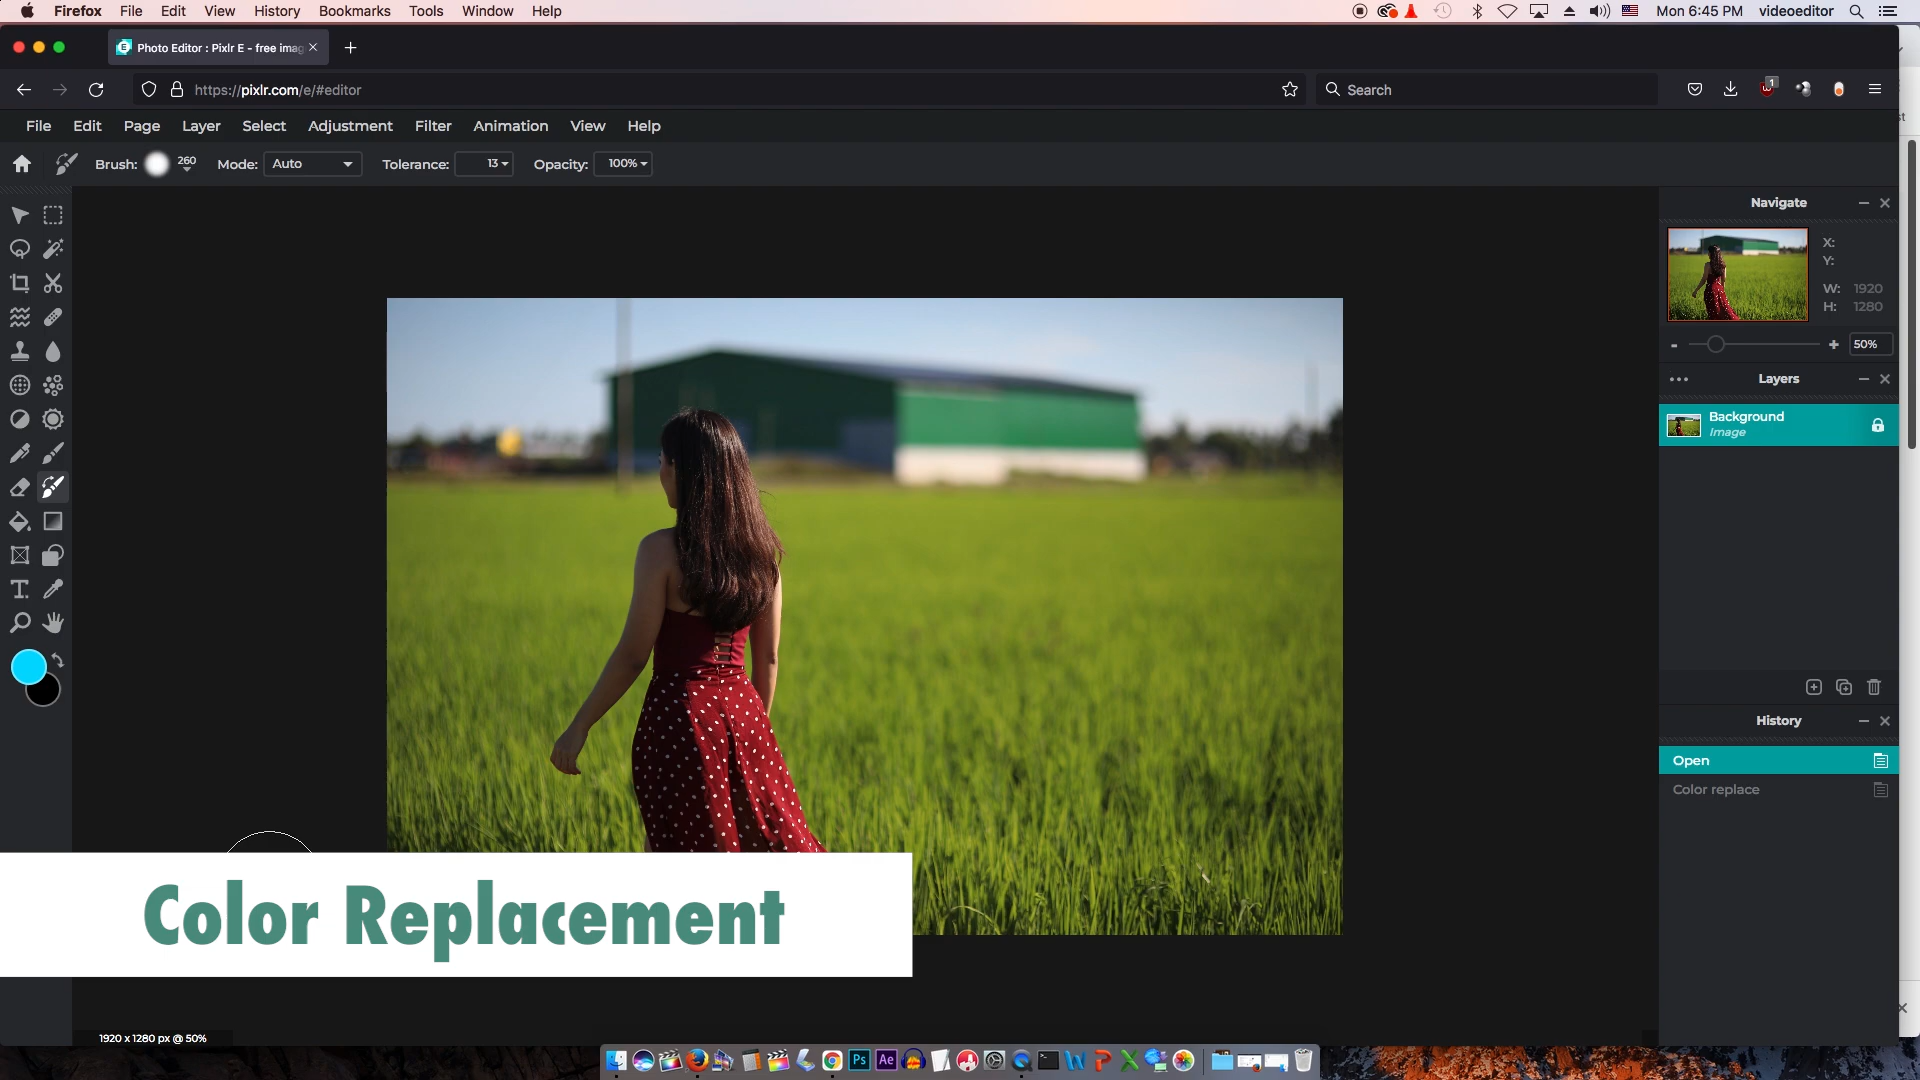 Firefox File Edit View History Bookmarks Tools Window Help Mon 6:45 PM videoeditor
Photo Editor : Pixlr E - free imag
https://pixlr.com/e/#editor Search 1
File Edit Page Layer Select Adjustment Filter Animation View Help
Brush: 260 Mode: Auto Tolerance: 13 Opacity: 100%
Navigate
X:
Y:
W: 1920
H: 1280
- + 50%
Layers
Background
Image
T
History
Open
Color replace
Color Replacement
1920 x 1280 px @ 50%
Ps Ae W P X